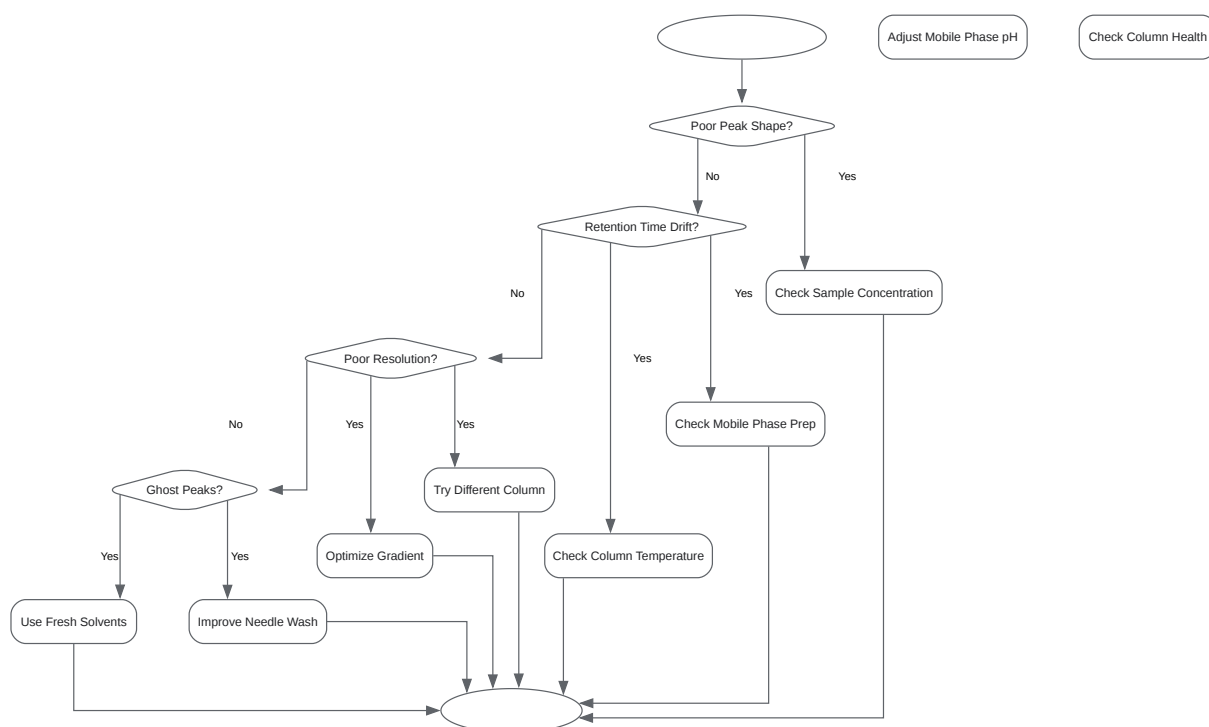 Adjust Mobile Phase pH
Check Column Health
Poor Peak Shape?
No
Yes
Retention Time Drift?
No
Yes
Check Sample Concentration
Poor Resolution?
Yes
No
Yes
Yes
Check Mobile Phase Prep
Ghost Peaks?
Try Different Column
Yes
Yes
Optimize Gradient
Check Column Temperature
Use Fresh Solvents
Improve Needle Wash